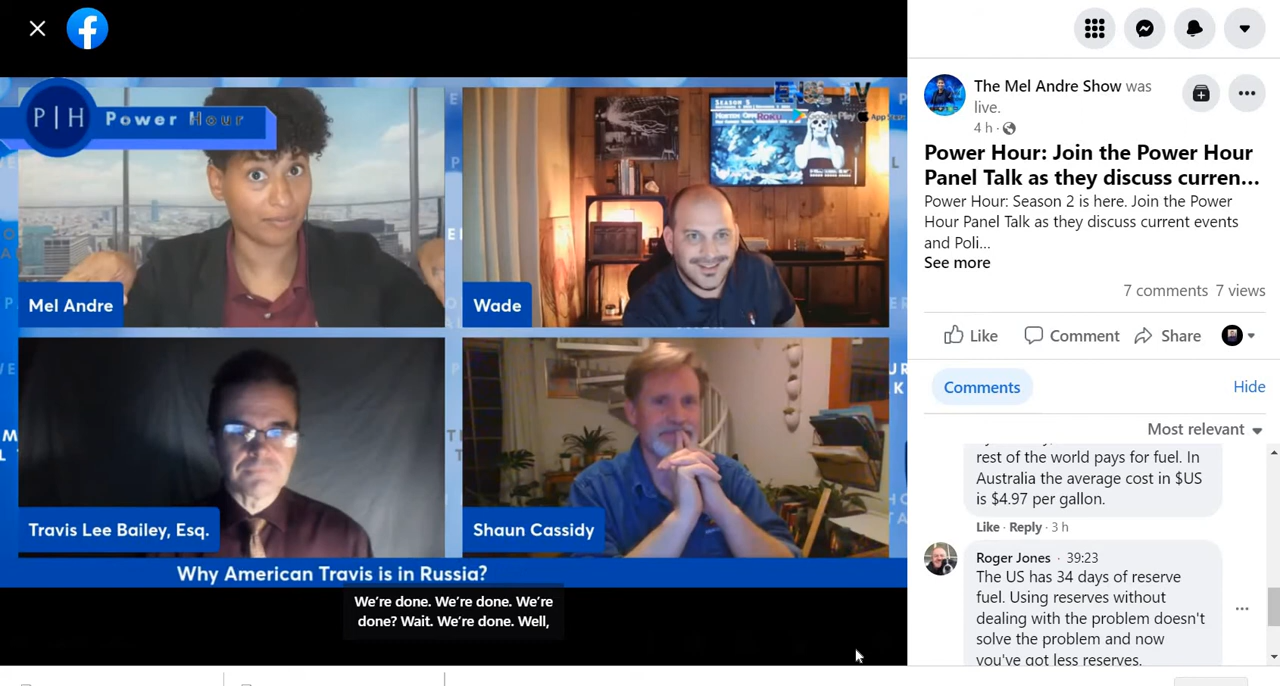 P|H Power Hour
SEASON 5
Roku
Google Play
Mel Andre
Wade
Travis Lee Bailey, Esq.
Shaun Cassidy
Why American Travis is in Russia?
We're done. We're done. We're
done? Wait. We're done. Well,
The Mel Andre Show was
live.
4 h ·
Power Hour: Join the Power Hour
Panel Talk as they discuss curren...
Power Hour: Season 2 is here. Join the Power
Hour Panel Talk as they discuss current events
and Poli...
See more
7 comments 7 views
Like Comment Share
Comments Hide
Most relevant
rest of the world pays for fuel. In
Australia the average cost in $US
is $4.97 per gallon.
Like · Reply · 3 h
Roger Jones · 39:23
The US has 34 days of reserve
fuel. Using reserves without
dealing with the problem doesn't
solve the problem and now
you've got less reserves.